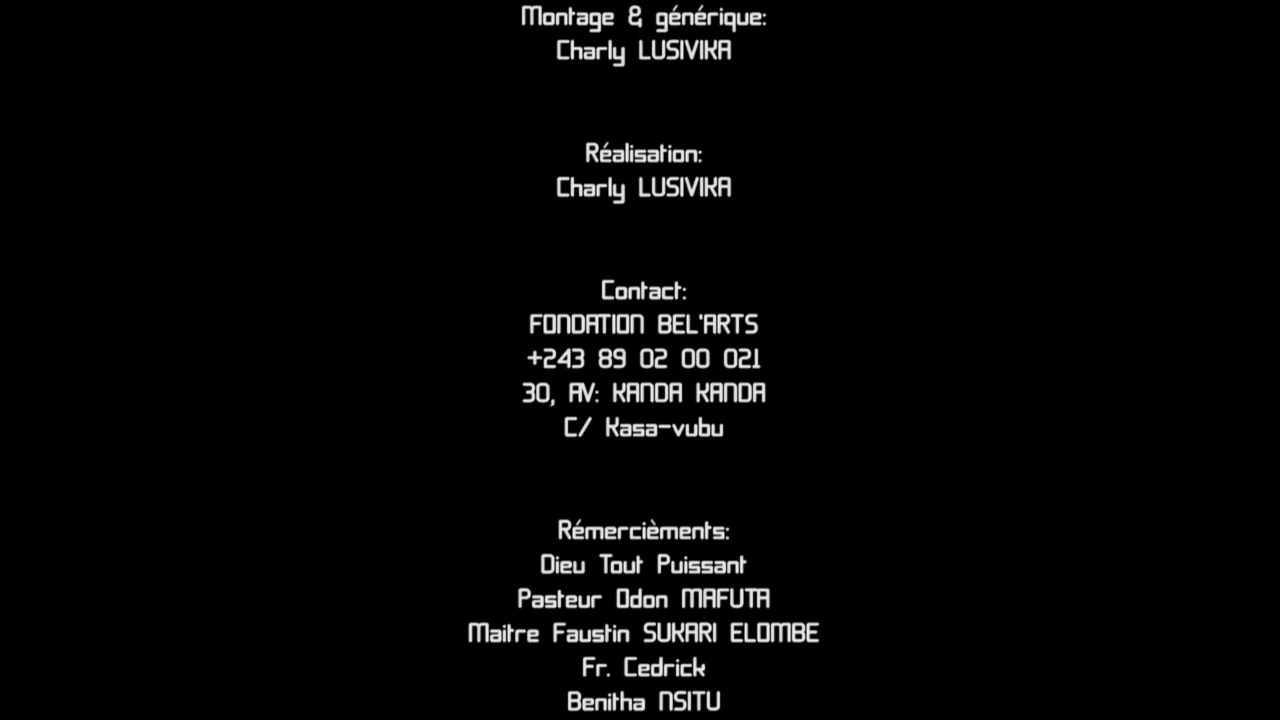 Montage & générique:
Charly LUSIVIKA
Réalisation:
Charly LUSIVIKA
Contact:
FONDATION BEL'ARTS
+243 89 02 00 021
30, AV: KANDA KANDA
C/ Kasa-vubu
Rémercièments:
Dieu Tout Puissant
Pasteur Odon MAFUTA
Maitre Faustin SUKARI ELOMBE
Fr. Cedrick
Benitha NSITU